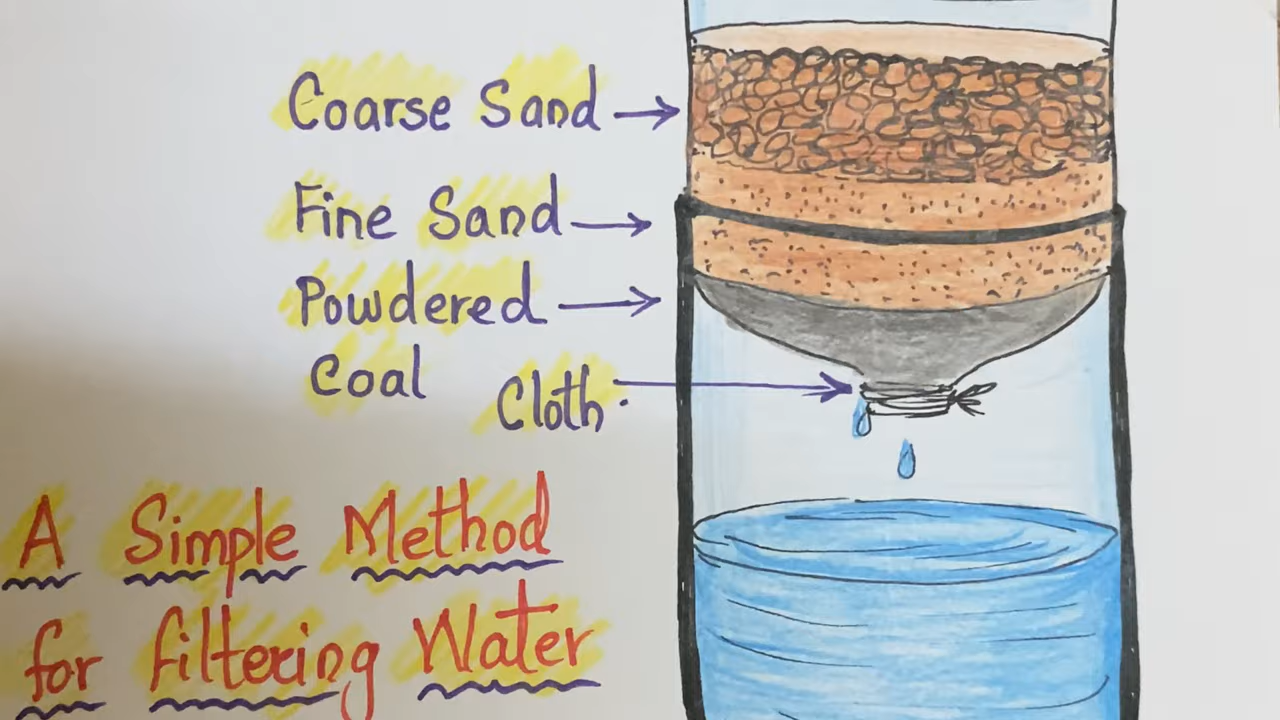 Coarse Sand
Fine Sand
Powdered
Coal
Cloth
A Simple Method
for filtering Water